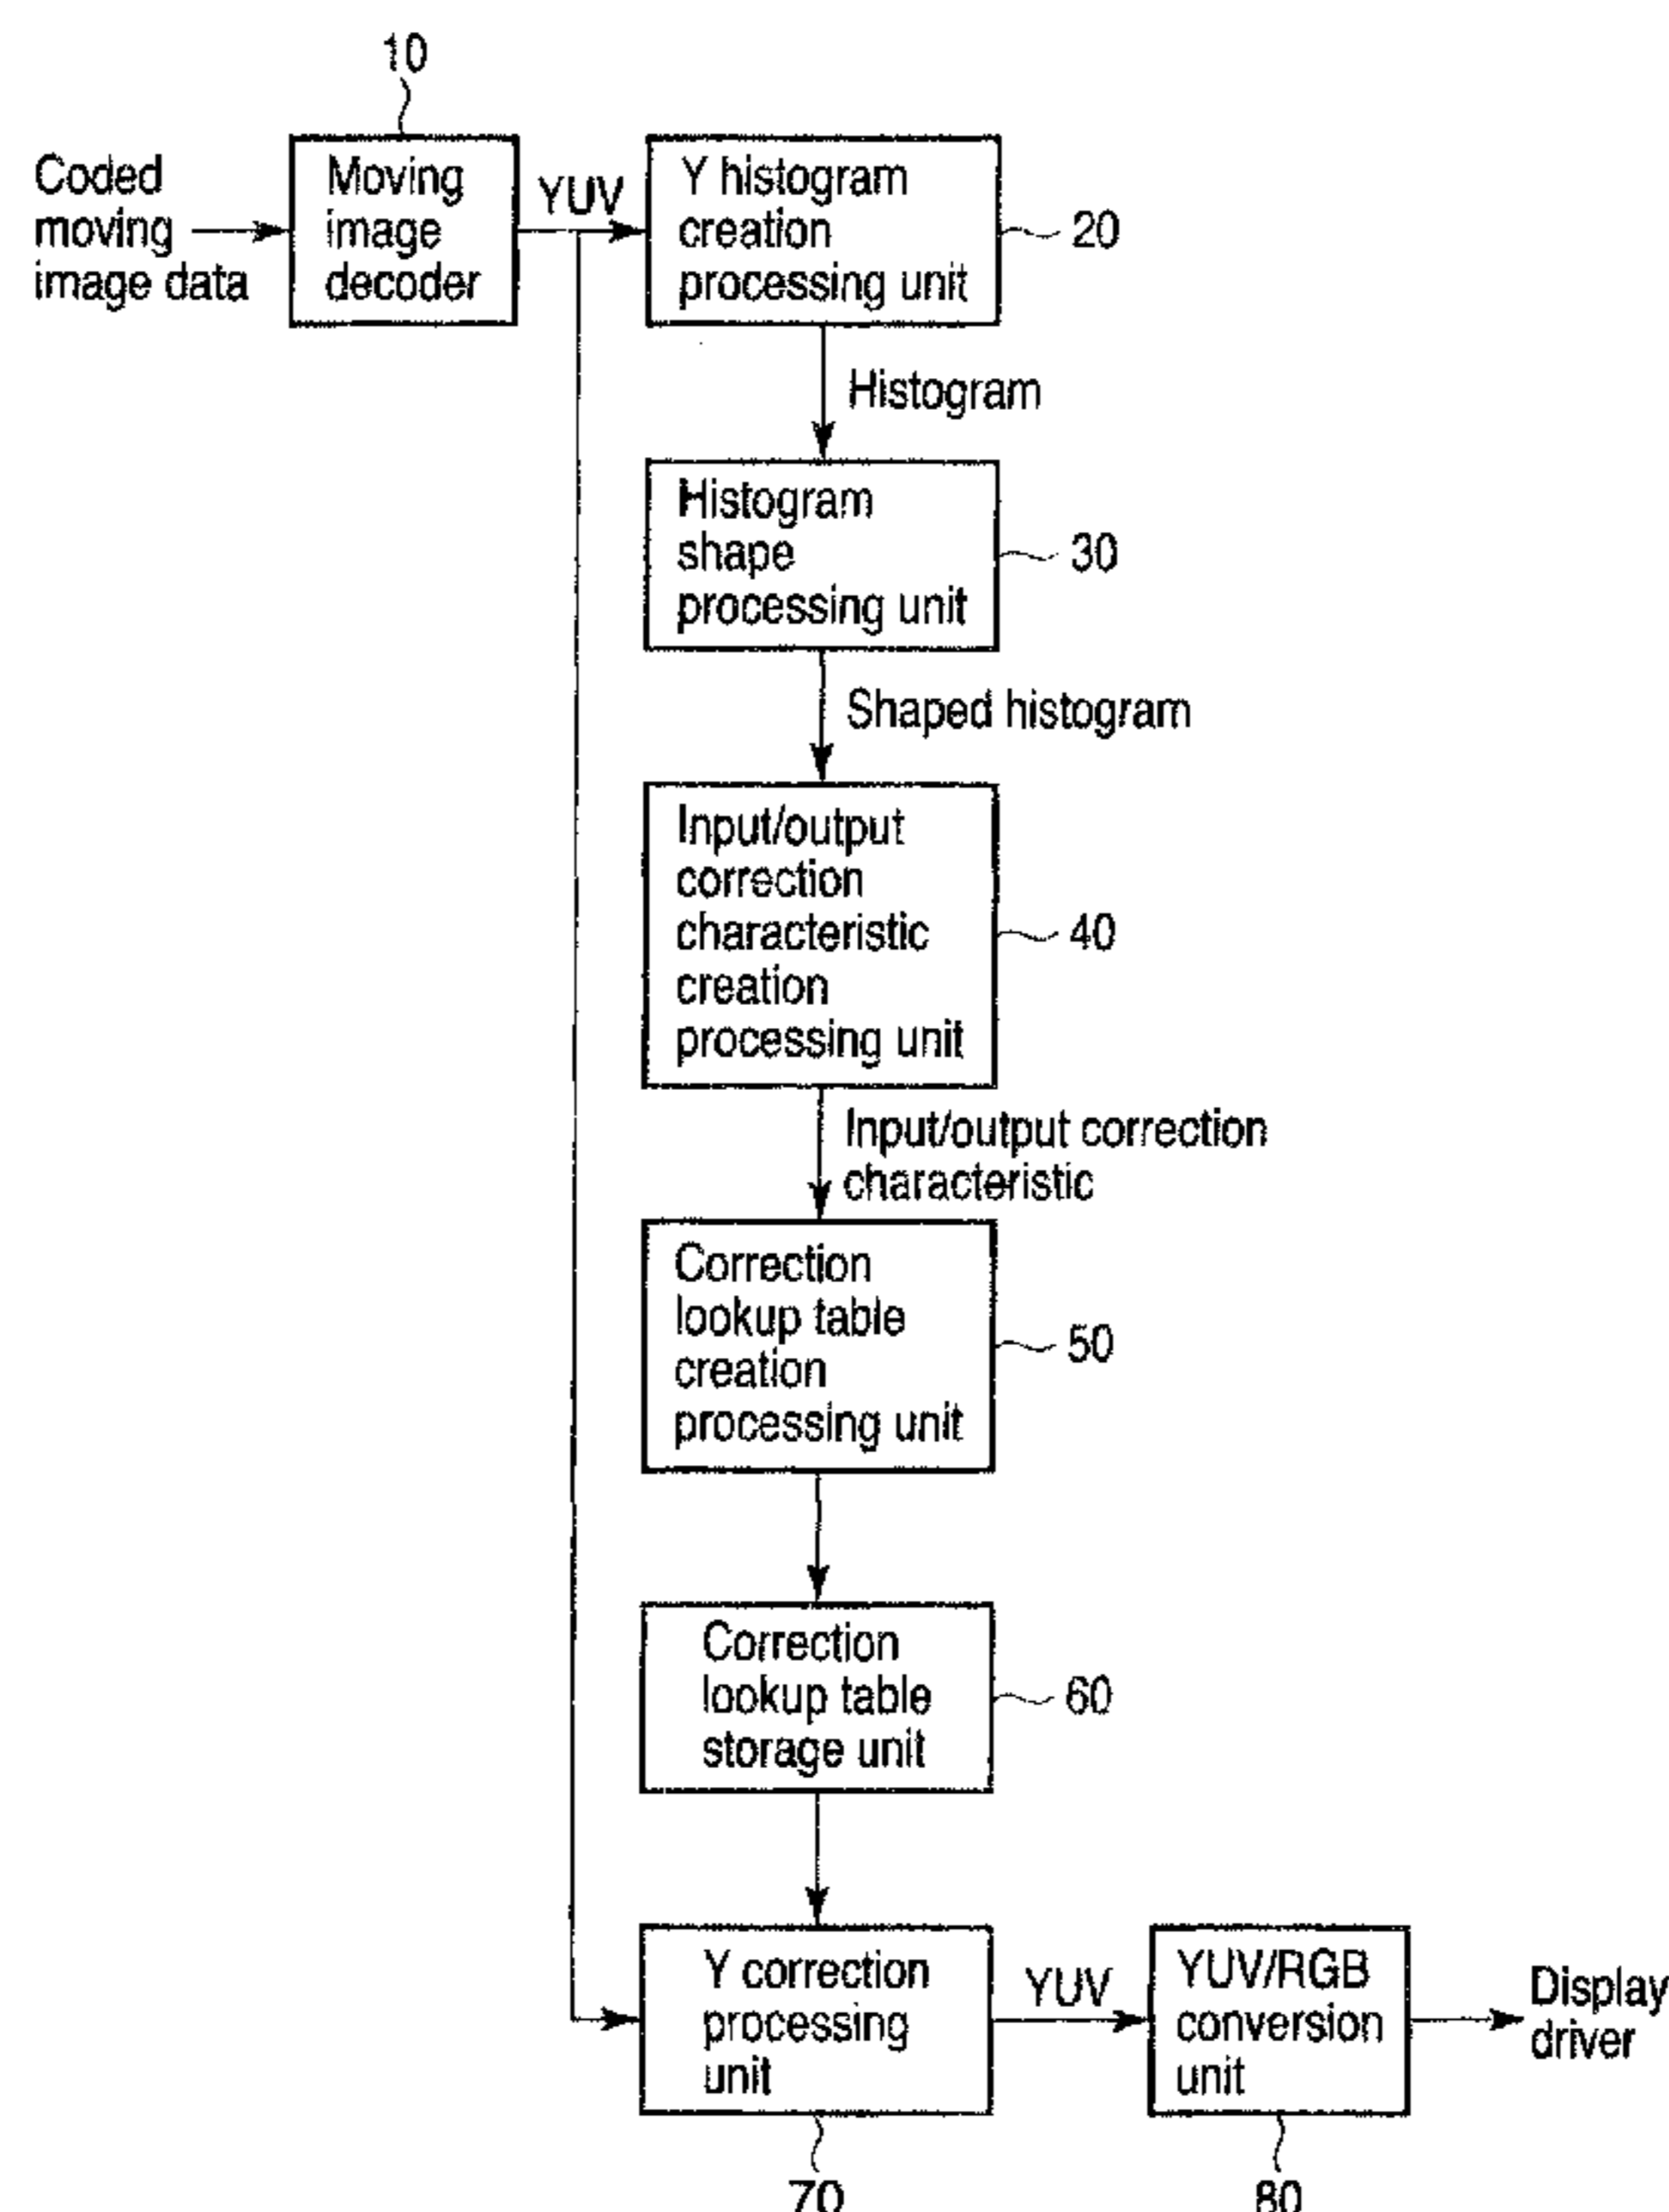 10
Coded
moving
image data
Moving
image
decoder
YUV
Y histogram
creation
processing unit
20
Histogram
Histogram
shape
processing unit
30
Shaped histogram
Input/output
correction
characteristic
creation
processing unit
40
Input/output correction
characteristic
Correction
lookup table
creation
processing unit
50
Correction
lookup table
storage unit
60
Y correction
processing
unit
YUV
YUV/RGB
conversion
unit
Display
driver
70
80